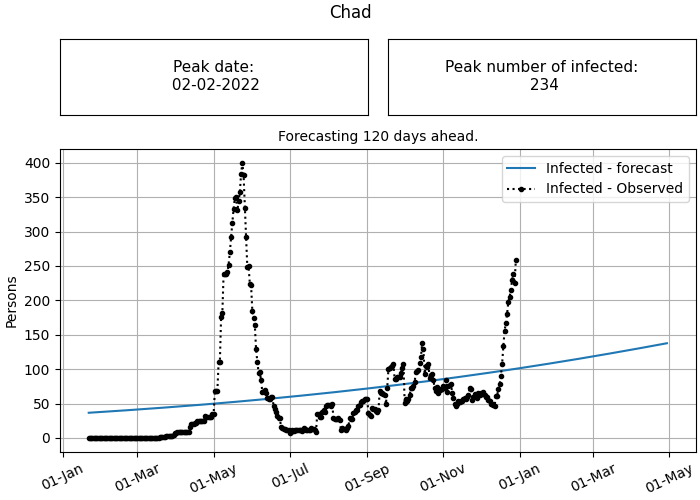 Chad
Peak date:
02-02-2022
Peak number of infected:
234
Forecasting 120 days ahead.
Infected - forecast
Infected - Observed
Persons
400
350
300
250
200
150
100
50
0
01-Jan
01-Mar
01-May
01-Jul
01-Sep
01-Nov
01-Jan
01-Mar
01-May